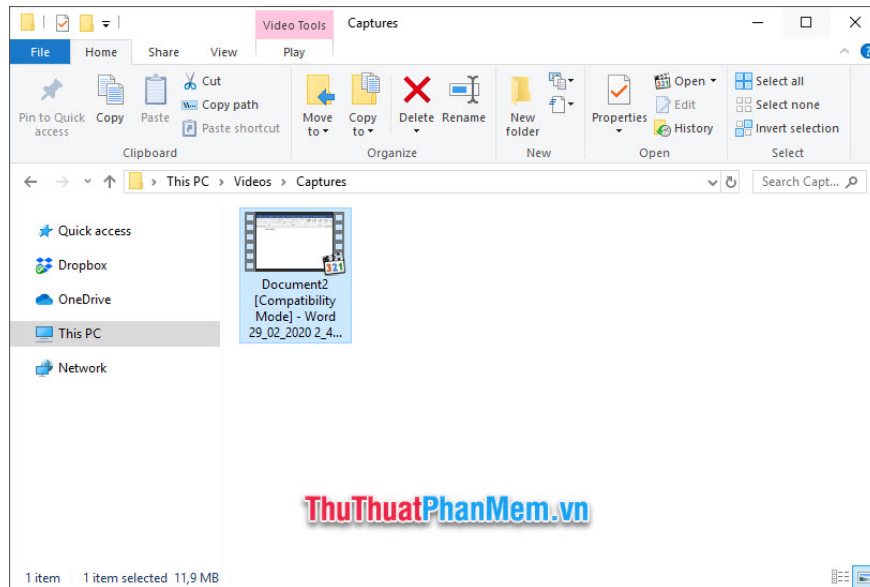 Video Tools Captures
File Home Share View Play
Pin to Quick access
Copy
Paste
Cut
Copy path
Paste shortcut
Clipboard
Move to
Copy to
Delete
Rename
Organize
New folder
New
Properties
Open
Edit
History
Open
Select all
Select none
Invert selection
Select
This PC > Videos > Captures
Search Capt...
Quick access
Dropbox
OneDrive
This PC
Network
321
Document2
[Compatibility
Mode] - Word
29_02_2020 2_4...
ThuThuatPhanMem.vn
1 item 1 item selected 11,9 MB